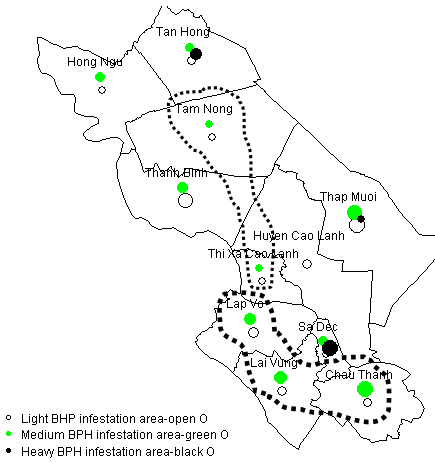 Tan Hong
Hong Ngu
Tam Nong
Thanh Binh
Thap Muoi
Huyen Cao Lanh
Thi Xa Cao Lanh
Lap Vo
Sa Dec
Lai Vung
Chau Thanh
Light BHP infestation area-open O
Medium BPH infestation area-green O
Heavy BPH infestation area-black O